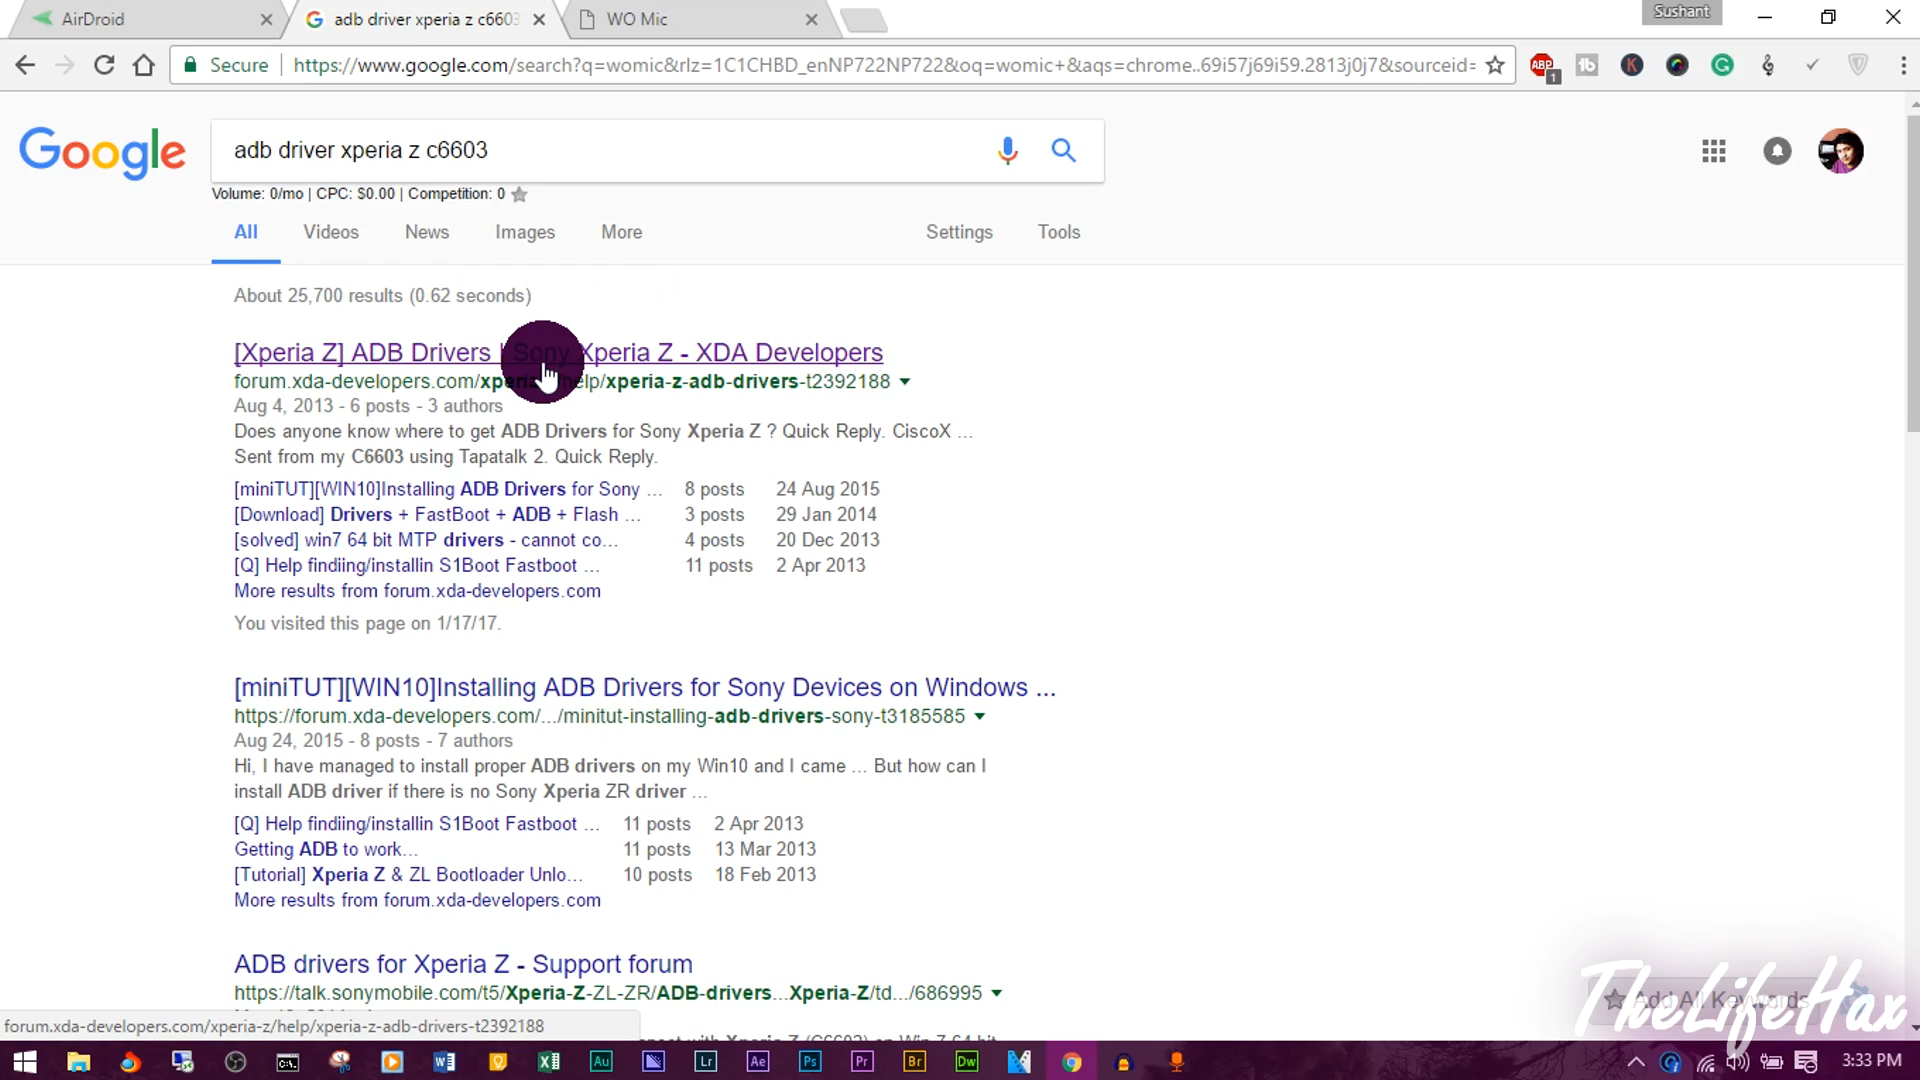 AirDroid
adb driver xperia z c6603
WO Mic
Sushant
Secure
https://www.google.com/search?q=womic&rlz=1C1CHBD_enNP722NP722&oq=womic+&aqs=chrome..69i57j69i59.2813j0j7&sourceid=
ABP
1
Google
adb driver xperia z c6603
Volume: 0/mo | CPC: $0.00 | Competition: 0
All Videos News Images More Settings Tools
About 25,700 results (0.62 seconds)
[Xperia Z] ADB Drivers | Sony Xperia Z - XDA Developers
forum.xda-developers.com/xperia-z/help/xperia-z-adb-drivers-t2392188
Aug 4, 2013 - 6 posts - 3 authors
Does anyone know where to get ADB Drivers for Sony Xperia Z ? Quick Reply. CiscoX ...
Sent from my C6603 using Tapatalk 2. Quick Reply.
[miniTUT][WIN10]Installing ADB Drivers for Sony ... 8 posts 24 Aug 2015
[Download] Drivers + FastBoot + ADB + Flash ... 3 posts 29 Jan 2014
[solved] win7 64 bit MTP drivers - cannot co... 4 posts 20 Dec 2013
[Q] Help findiing/installin S1Boot Fastboot ... 11 posts 2 Apr 2013
More results from forum.xda-developers.com
You visited this page on 1/17/17.
[miniTUT][WIN10]Installing ADB Drivers for Sony Devices on Windows ...
https://forum.xda-developers.com/.../minitut-installing-adb-drivers-sony-t3185585
Aug 24, 2015 - 8 posts - 7 authors
Hi, I have managed to install proper ADB drivers on my Win10 and I came ... But how can I
install ADB driver if there is no Sony Xperia ZR driver ...
[Q] Help findiing/installin S1Boot Fastboot ... 11 posts 2 Apr 2013
Getting ADB to work... 11 posts 13 Mar 2013
[Tutorial] Xperia Z & ZL Bootloader Unlo... 10 posts 18 Feb 2013
More results from forum.xda-developers.com
ADB drivers for Xperia Z - Support forum
https://talk.sonymobile.com/t5/Xperia-Z-ZL-ZR/ADB-drivers...Xperia-Z/td.../686995
Add All Keywords
TheLifeHax
forum.xda-developers.com/xperia-z/help/xperia-z-adb-drivers-t2392188
Au Lr Ae Ps Pr Br Dw
3:33 PM